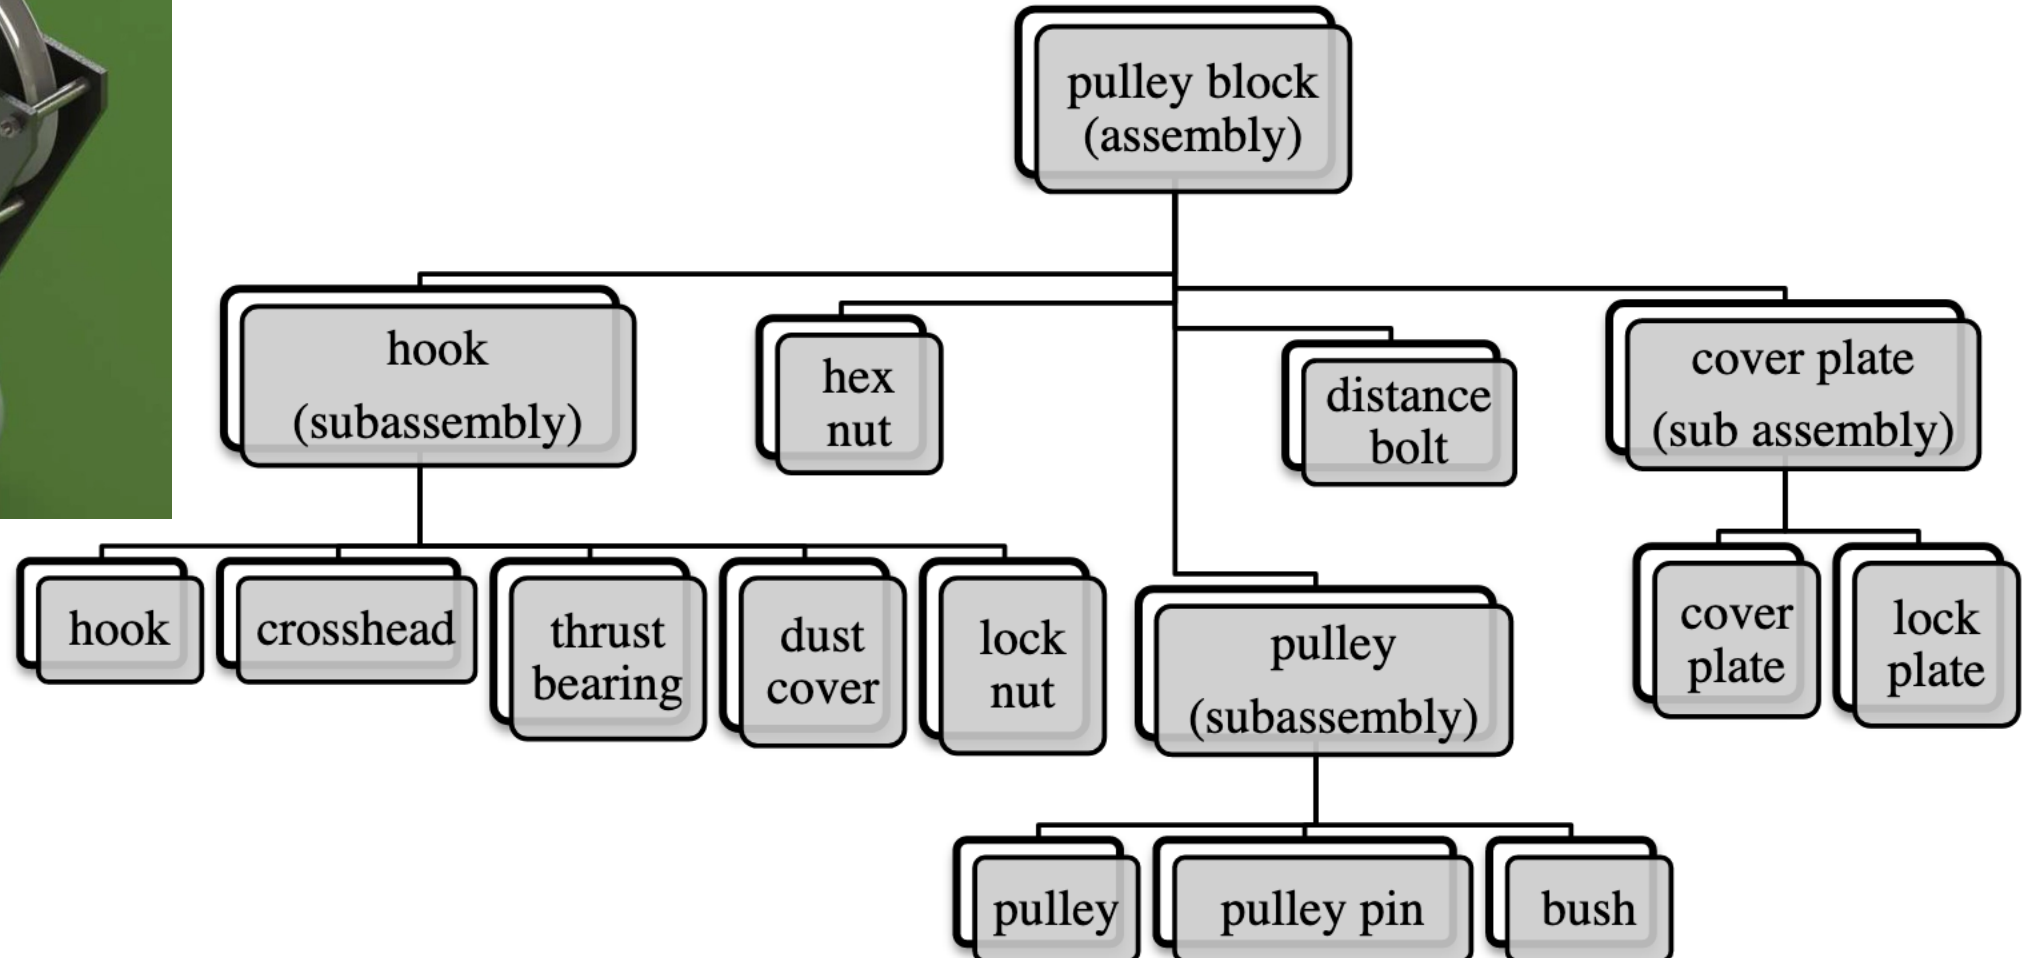 pulley block
(assembly)
hook
(subassembly)
hex
nut
distance
bolt
cover plate
(sub assembly)
hook
crosshead
thrust
bearing
dust
cover
lock
nut
pulley
(subassembly)
cover
plate
lock
plate
pulley
pulley pin
bush